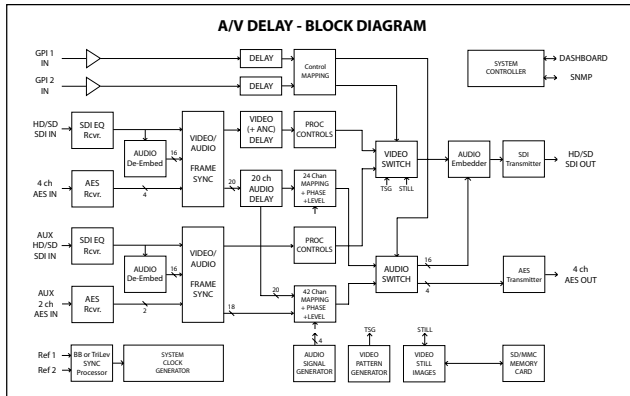 A/V DELAY - BLOCK DIAGRAM
GPI 1
IN
DELAY
Control
MAPPING
SYSTEM
CONTROLLER
DASHBOARD
SNMP
GPI 2
IN
DELAY
HD/SD
SDI IN
SDI EQ
Rcvr.
AUDIO
De-Embed
16
VIDEO/
AUDIO
FRAME
SYNC
VIDEO
(+ ANC)
DELAY
PROC
CONTROLS
VIDEO
SWITCH
TSG
STILL
AUDIO
Embedder
SDI
Transmitter
HD/SD
SDI OUT
4 ch
AES IN
AES
Rcvr.
4
20
20 ch
AUDIO
DELAY
24 Chan
MAPPING
+ PHASE
+LEVEL
AUX
HD/SD
SDI IN
SDI EQ
Rcvr.
AUDIO
De-Embed
16
VIDEO/
AUDIO
FRAME
SYNC
PROC
CONTROLS
AUDIO
SWITCH
16
4
AES
Transmitter
4 ch
AES OUT
AUX
2 ch
AES IN
AES
Rcvr.
2
18
20
42 Chan
MAPPING
+ PHASE
+LEVEL
4
TSG
STILL
Ref 1
Ref 2
BB or TriLev
SYNC
Processor
SYSTEM
CLOCK
GENERATOR
AUDIO
SIGNAL
GENERATOR
VIDEO
PATTERN
GENERATOR
VIDEO
STILL
IMAGES
SD/MMC
MEMORY
CARD